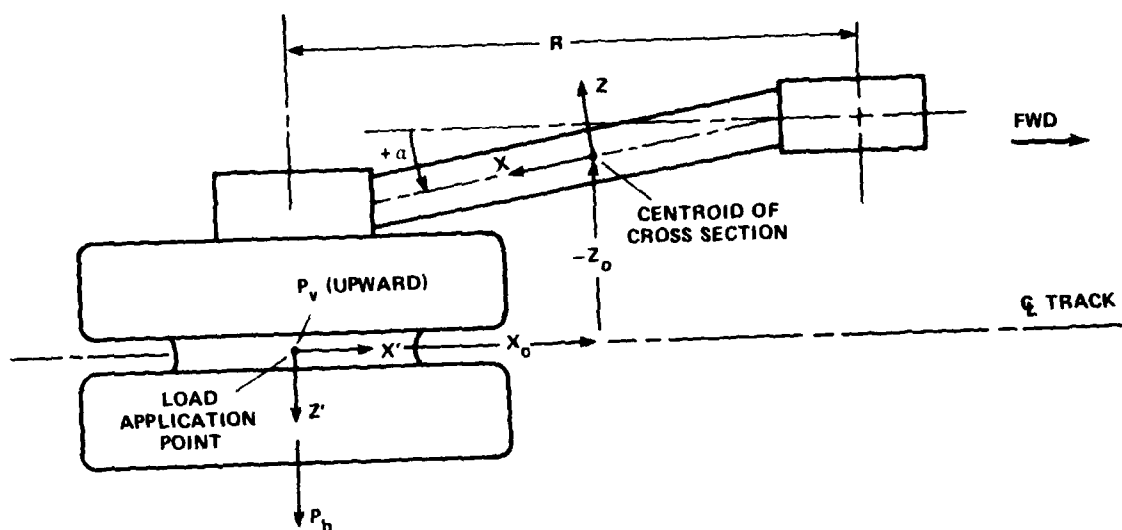 R
Z
FWD
+α
X
CENTROID OF
CROSS SECTION
-Z₀
P_v (UPWARD)
℄ TRACK
X'
X₀
LOAD
APPLICATION
POINT
Z'
P_h